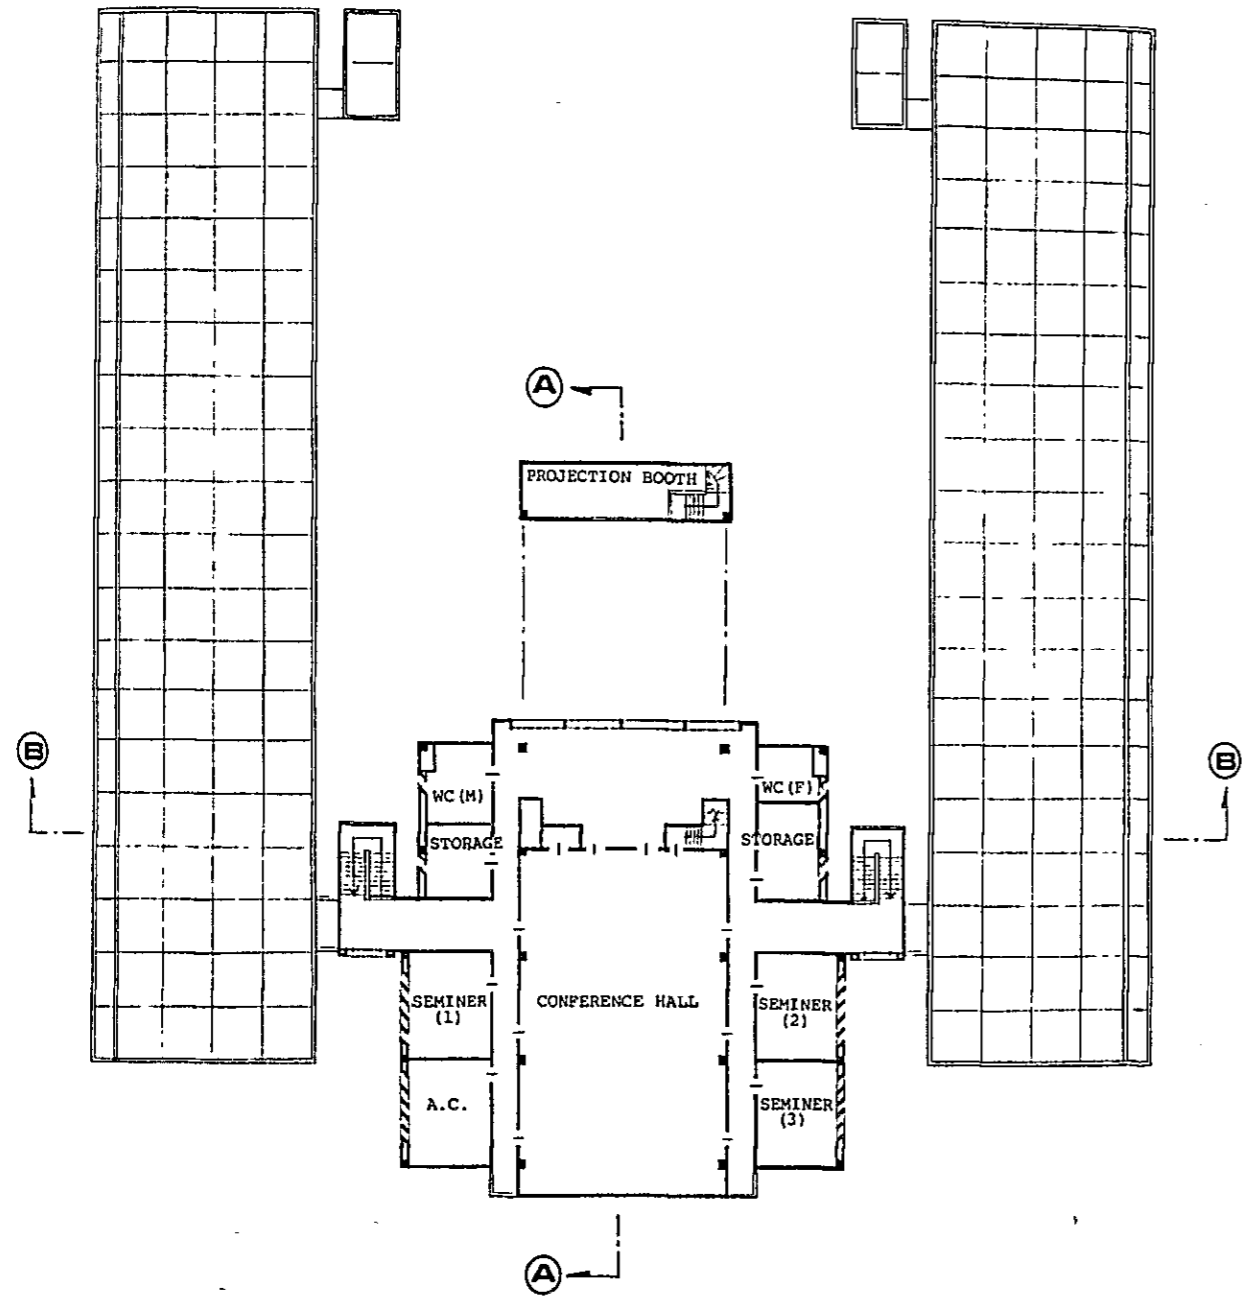 A
PROJECTION BOOTH
B
B
WC(M)
WC(F)
STORAGE
STORAGE
SEMINER
(1)
CONFERENCE HALL
SEMINER
(2)
A.C.
SEMINER
(3)
A